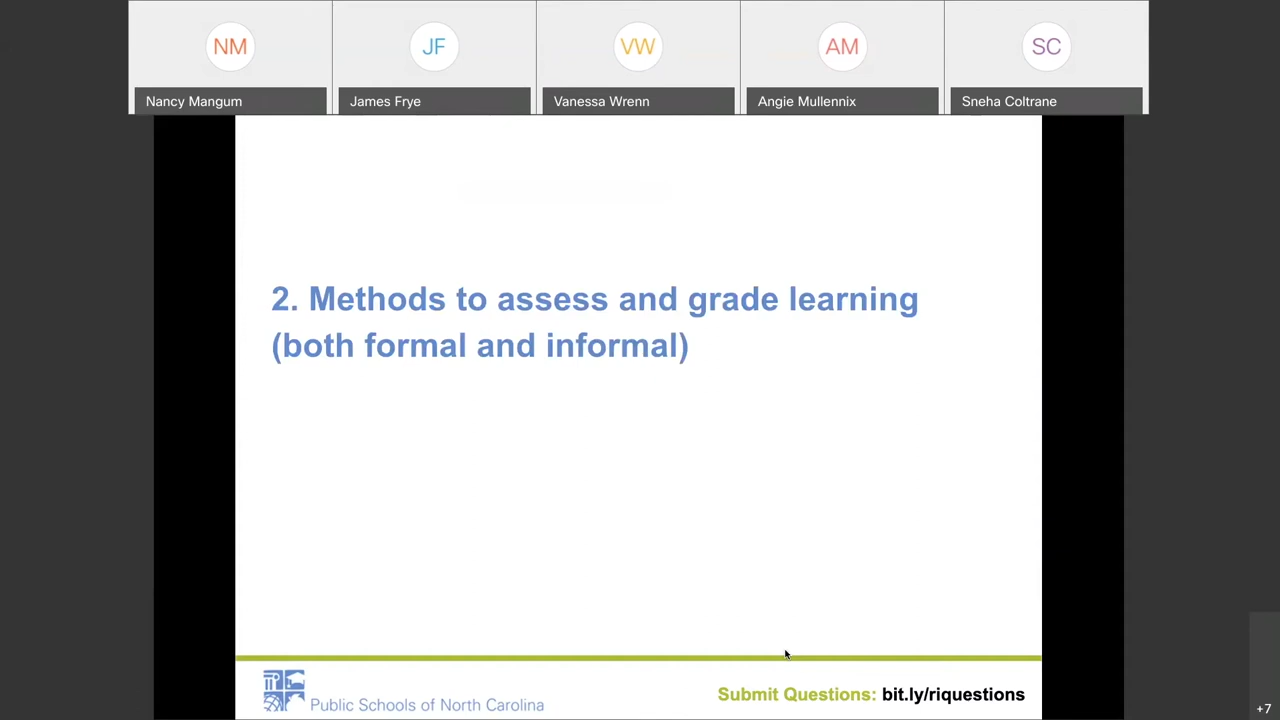 NM
JF
VW
AM
SC
Nancy Mangum
James Frye
Vanessa Wrenn
Angie Mullennix
Sneha Coltrane
2. Methods to assess and grade learning
(both formal and informal)
Public Schools of North Carolina
Submit Questions: bit.ly/riquestions
+7